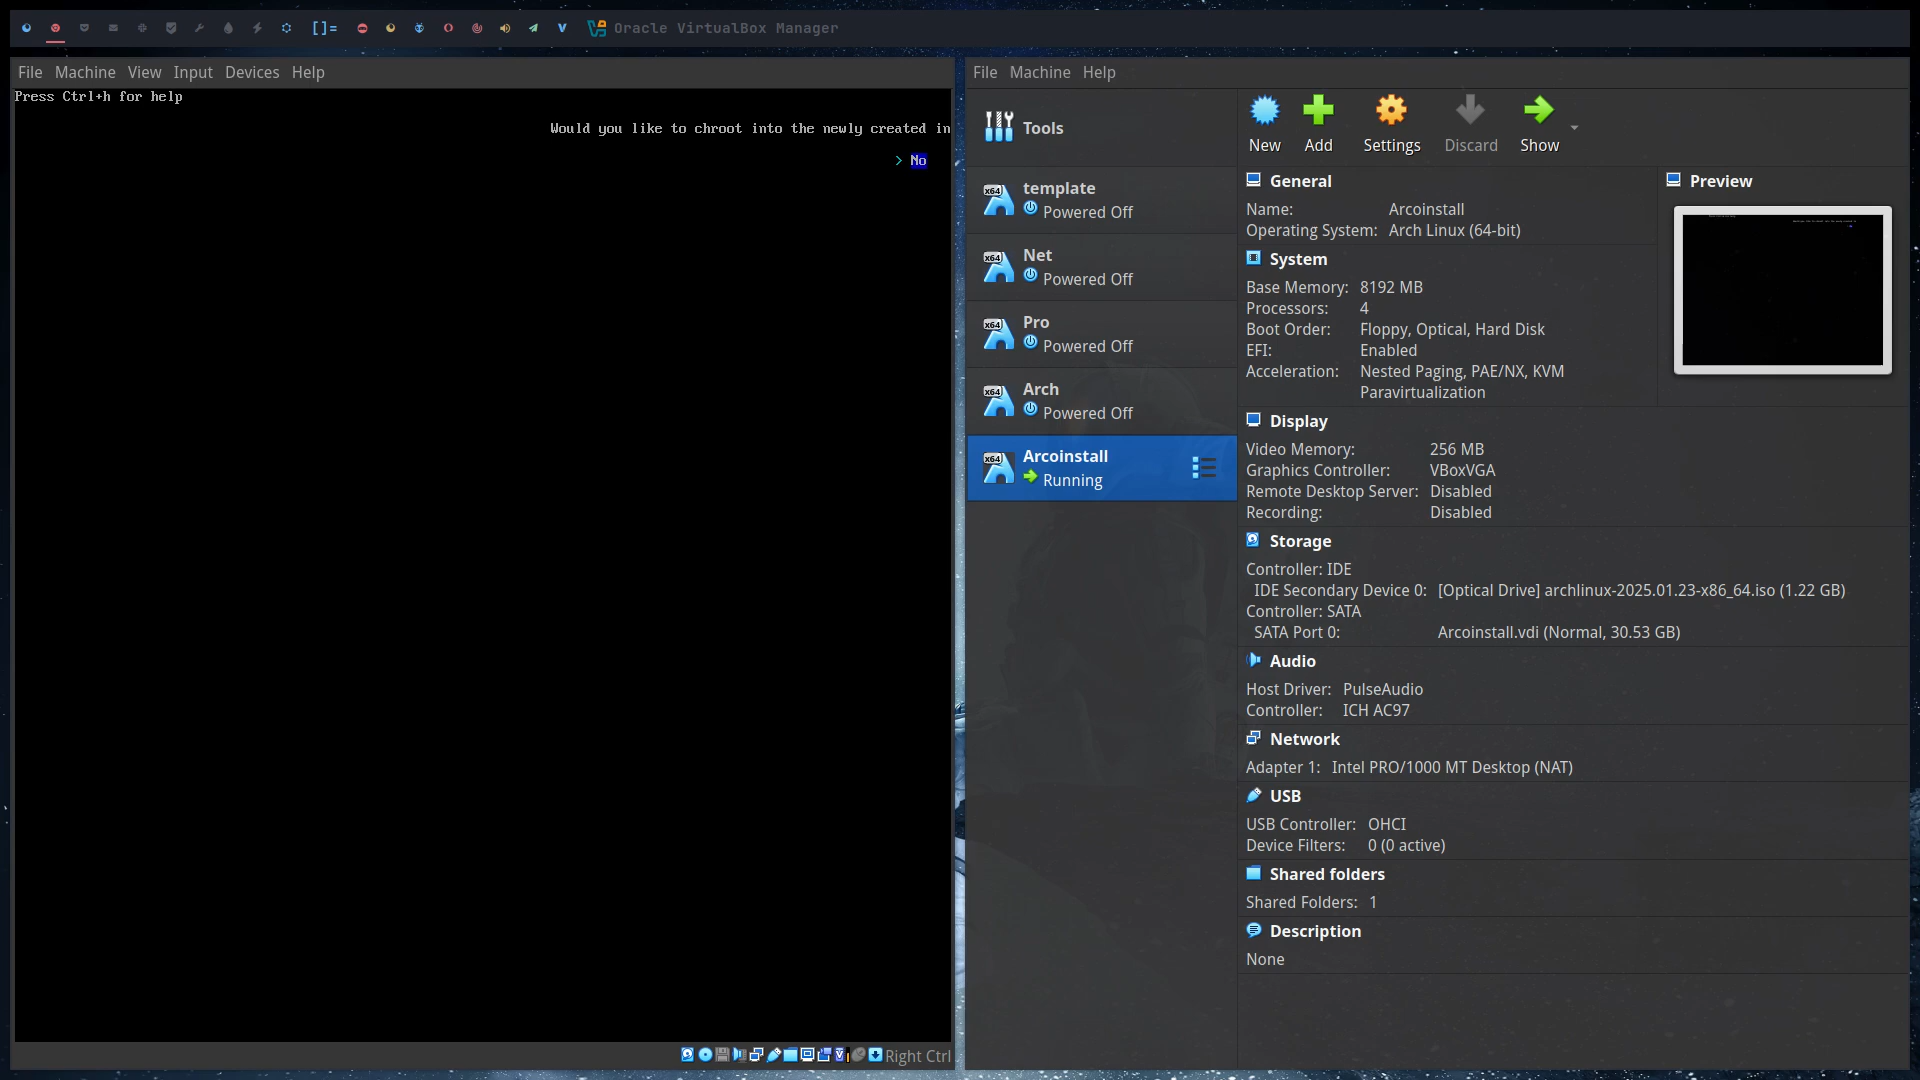 []= V Oracle VirtualBox Manager
File Machine View Input Devices Help
Press Ctrl+h for help
Would you like to chroot into the newly created in
> No
Right Ctrl
File Machine Help
Tools
x64 template
Powered Off
x64 Net
Powered Off
x64 Pro
Powered Off
x64 Arch
Powered Off
x64 Arcoinstall
Running
New Add Settings Discard Show
General
Name: Arcoinstall
Operating System: Arch Linux (64-bit)
Preview
System
Base Memory: 8192 MB
Processors: 4
Boot Order: Floppy, Optical, Hard Disk
EFI: Enabled
Acceleration: Nested Paging, PAE/NX, KVM
Paravirtualization
Display
Video Memory: 256 MB
Graphics Controller: VBoxVGA
Remote Desktop Server: Disabled
Recording: Disabled
Storage
Controller: IDE
IDE Secondary Device 0: [Optical Drive] archlinux-2025.01.23-x86_64.iso (1.22 GB)
Controller: SATA
SATA Port 0: Arcoinstall.vdi (Normal, 30.53 GB)
Audio
Host Driver: PulseAudio
Controller: ICH AC97
Network
Adapter 1: Intel PRO/1000 MT Desktop (NAT)
USB
USB Controller: OHCI
Device Filters: 0 (0 active)
Shared folders
Shared Folders: 1
Description
None